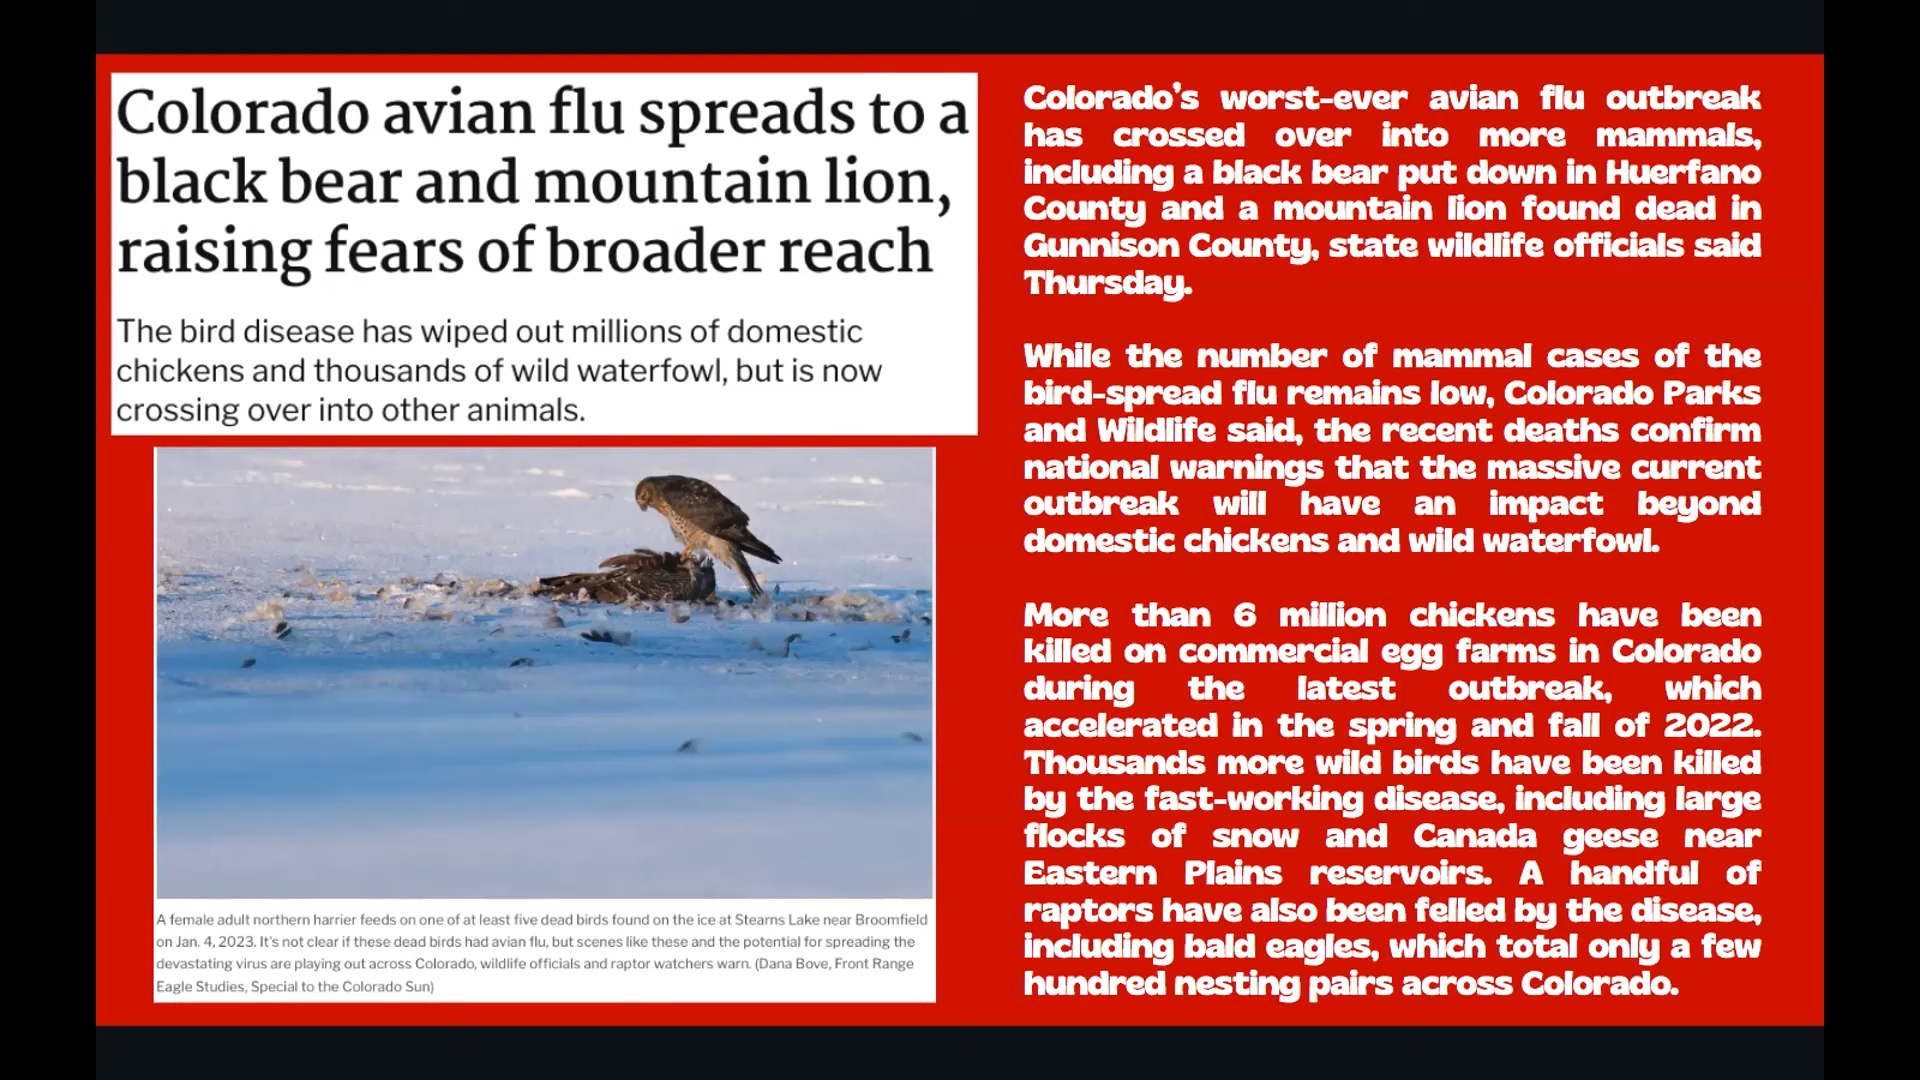 Colorado avian flu spreads to a
black bear and mountain lion,
raising fears of broader reach
The bird disease has wiped out millions of domestic
chickens and thousands of wild waterfowl, but is now
crossing over into other animals.
A female adult northern harrier feeds on one of at least five dead birds found on the ice at Stearns Lake near Broomfield
on Jan. 4, 2023. It's not clear if these dead birds had avian flu, but scenes like these and the potential for spreading the
devastating virus are playing out across Colorado, wildlife officials and raptor watchers warn. (Dana Bove, Front Range
Eagle Studies, Special to the Colorado Sun)
Colorado's worst-ever avian flu outbreak
has crossed over into more mammals,
including a black bear put down in Huerfano
County and a mountain lion found dead in
Gunnison County, state wildlife officials said
Thursday.
While the number of mammal cases of the
bird-spread flu remains low, Colorado Parks
and Wildlife said, the recent deaths confirm
national warnings that the massive current
outbreak will have an impact beyond
domestic chickens and wild waterfowl.
More than 6 million chickens have been
killed on commercial egg farms in Colorado
during the latest outbreak, which
accelerated in the spring and fall of 2022.
Thousands more wild birds have been killed
by the fast-working disease, including large
flocks of snow and Canada geese near
Eastern Plains reservoirs. A handful of
raptors have also been felled by the disease,
including bald eagles, which total only a few
hundred nesting pairs across Colorado.